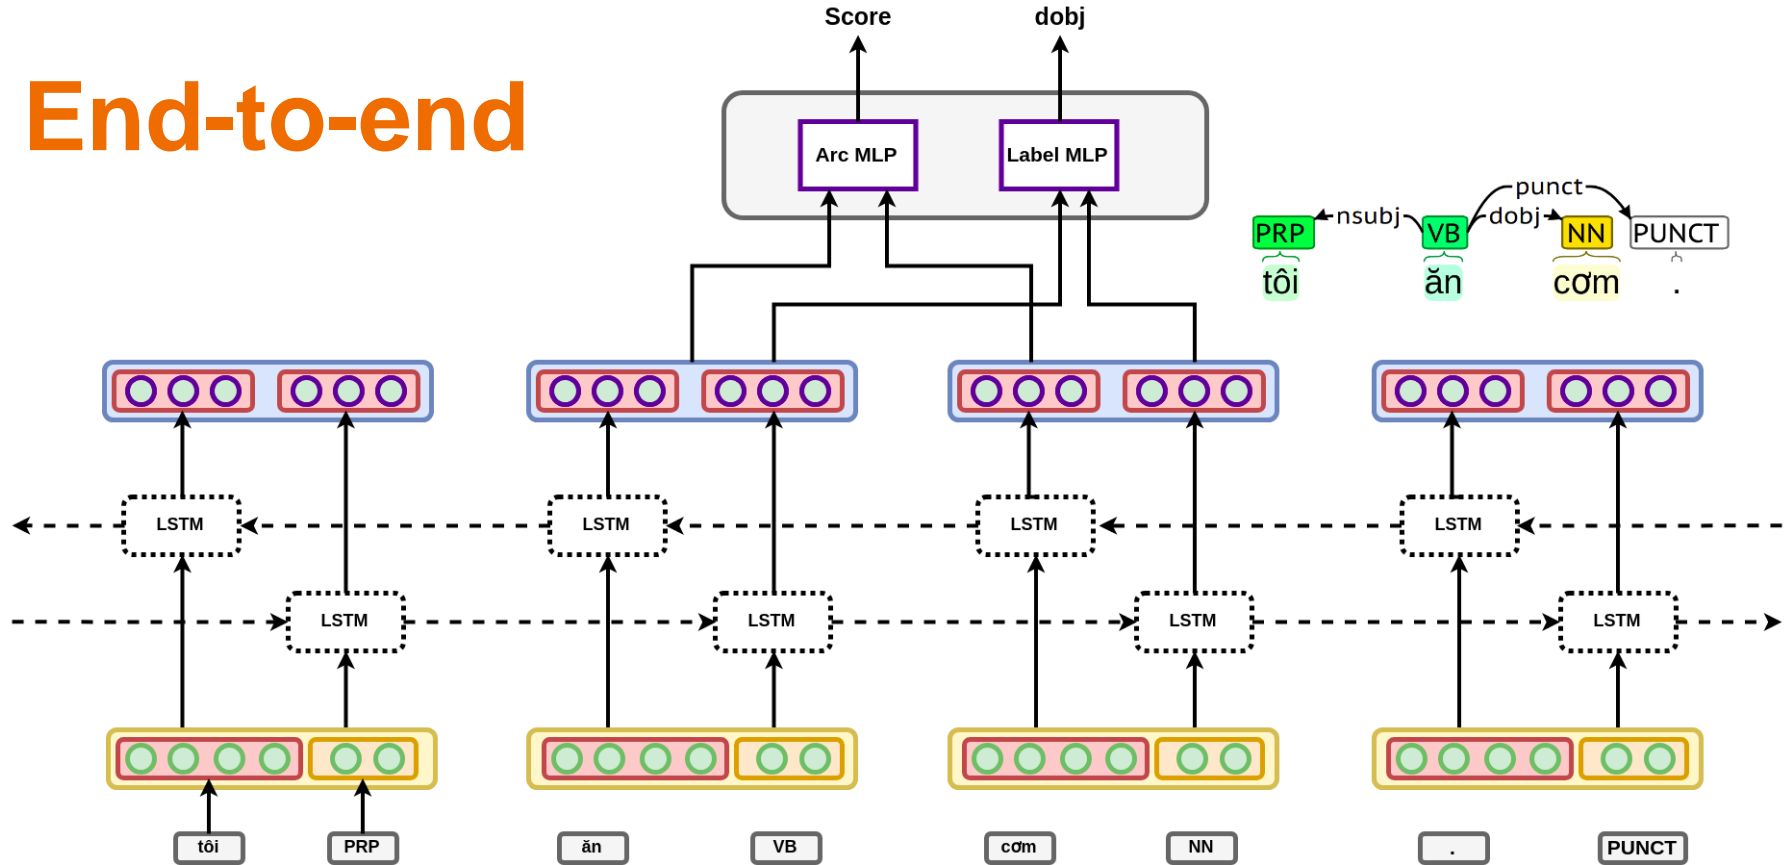 Score dobj
End-to-end
Arc MLP Label MLP
punct
nsubj dobj
PRP VB NN PUNCT
tôi ăn cơm .
LSTM LSTM LSTM LSTM
LSTM LSTM LSTM LSTM
tôi PRP ăn VB cơm NN . PUNCT